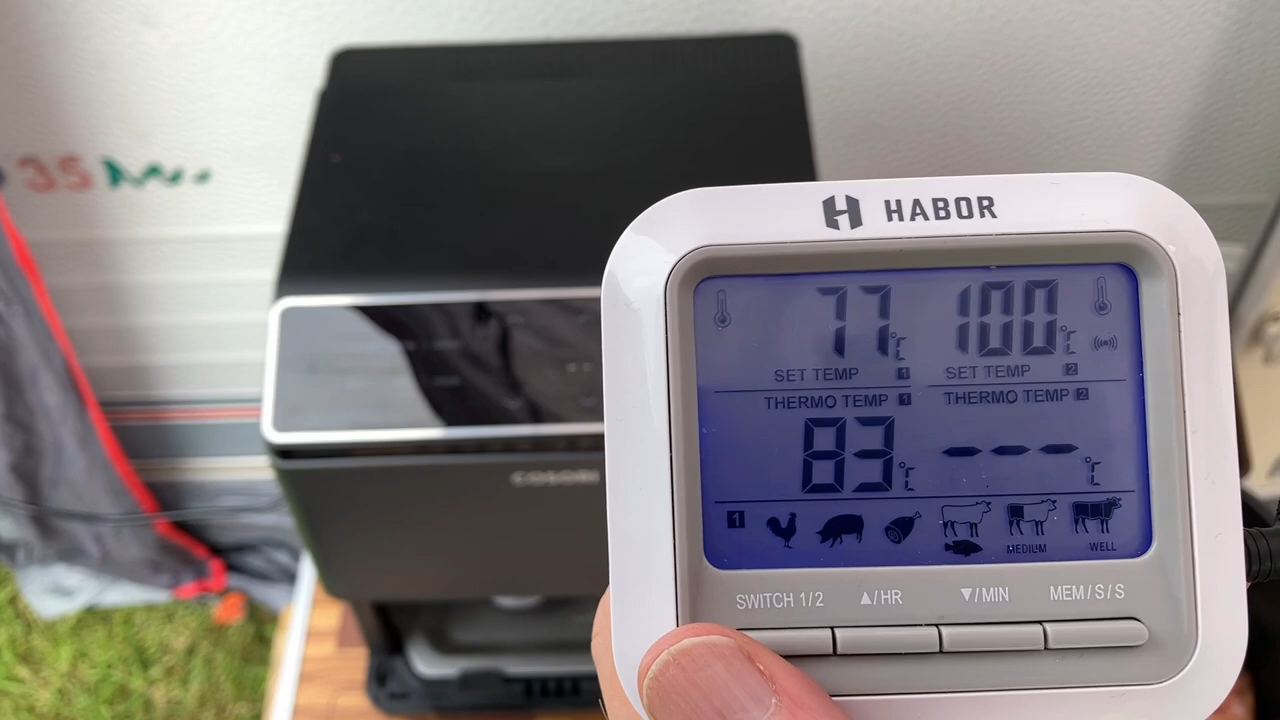 35
HABOR
77 °C 100 °C
SET TEMP 1 SET TEMP 2
THERMO TEMP 1 THERMO TEMP 2
83 °C --- °C
1
MEDIUM WELL
SWITCH 1/2 ▲/HR ▼/MIN MEM/S/S
COSORI